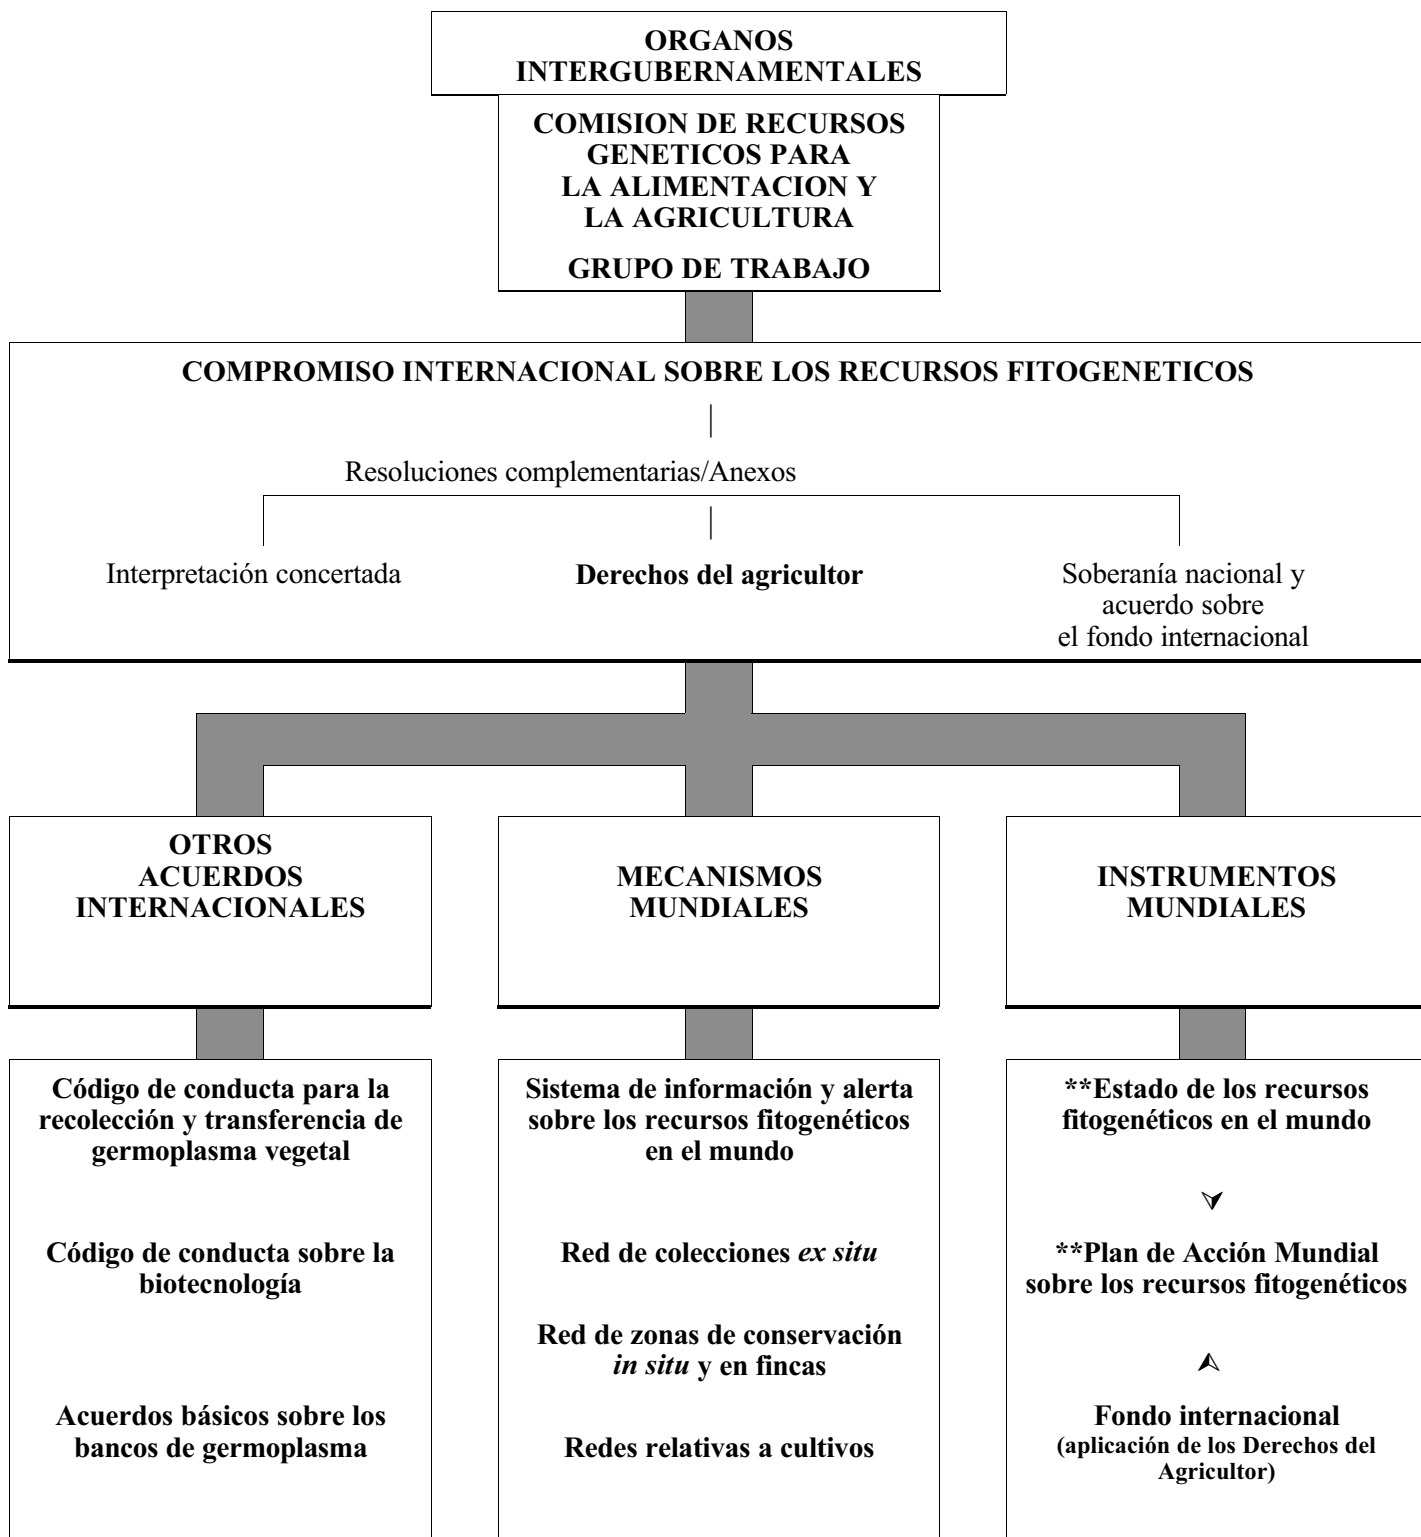 ORGANOS
INTERGUBERNAMENTALES
COMISION DE RECURSOS
GENETICOS PARA
LA ALIMENTACION Y
LA AGRICULTURA
GRUPO DE TRABAJO
COMPROMISO INTERNACIONAL SOBRE LOS RECURSOS FITOGENETICOS
Resoluciones complementarias/Anexos
Interpretación concertada
Derechos del agricultor
Soberanía nacional y
acuerdo sobre
el fondo internacional
OTROS
ACUERDOS
INTERNACIONALES
MECANISMOS
MUNDIALES
INSTRUMENTOS
MUNDIALES
Código de conducta para la
recolección y transferencia de
germoplasma vegetal
Código de conducta sobre la
biotecnología
Acuerdos básicos sobre los
bancos de germoplasma
Sistema de información y alerta
sobre los recursos fitogenéticos
en el mundo
Red de colecciones ex situ
Red de zonas de conservación
in situ y en fincas
Redes relativas a cultivos
**Estado de los recursos
fitogenéticos en el mundo
**Plan de Acción Mundial
sobre los recursos fitogenéticos
Fondo internacional
(aplicación de los Derechos del
Agricultor)